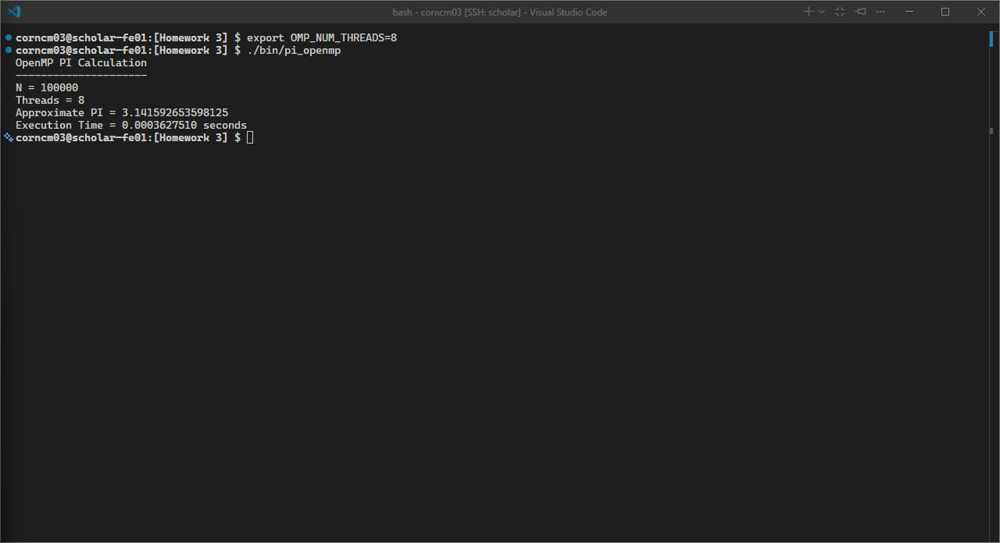 bash - corncm03 [SSH: scholar] - Visual Studio Code
corncm03@scholar-fe01:[Homework 3] $ export OMP_NUM_THREADS=8
corncm03@scholar-fe01:[Homework 3] $ ./bin/pi_openmp
OpenMP PI Calculation
---------------------
N = 100000
Threads = 8
Approximate PI = 3.141592653598125
Execution Time = 0.0003627510 seconds
corncm03@scholar-fe01:[Homework 3] $